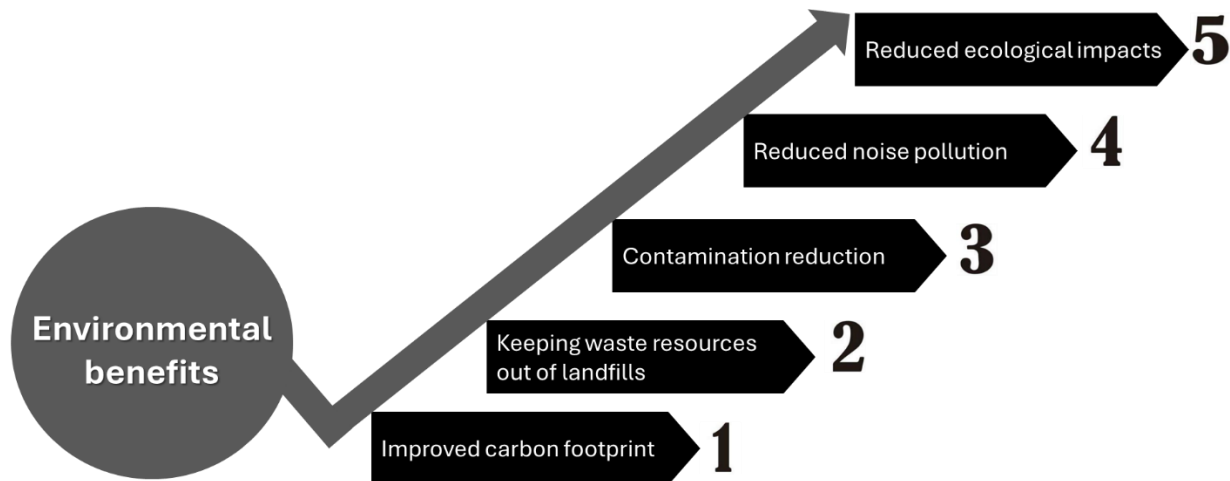 Reduced ecological impacts 5
Reduced noise pollution 4
Contamination reduction 3
Environmental
benefits
Keeping waste resources
out of landfills 2
Improved carbon footprint 1